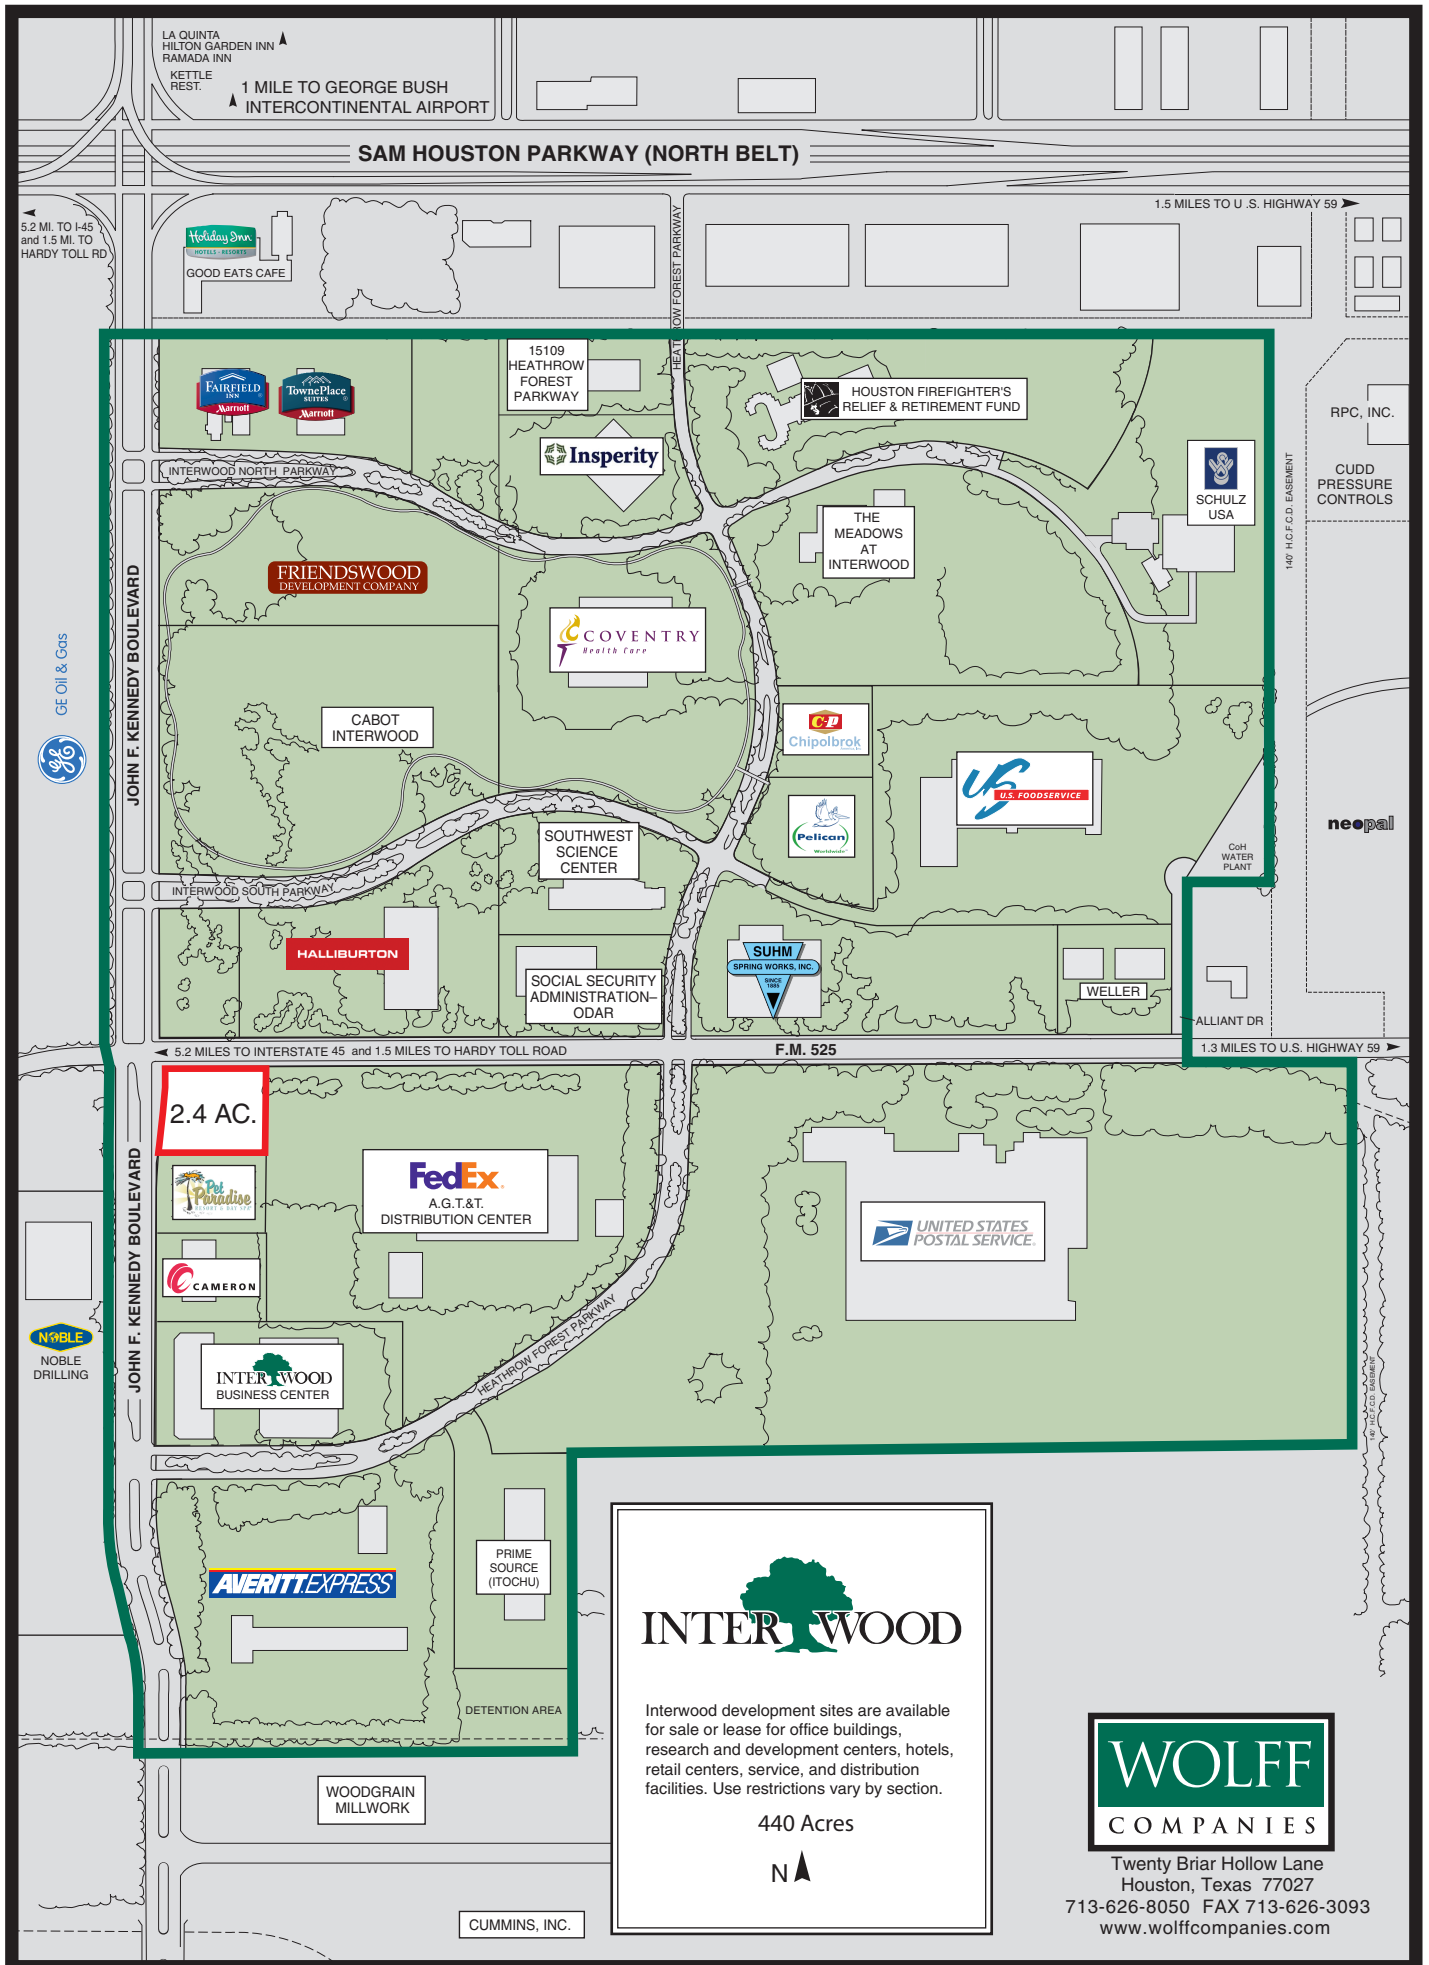 LA QUINTA
HILTON GARDEN INN
RAMADA INN
KETTLE
REST.
1 MILE TO GEORGE BUSH
INTERCONTINENTAL AIRPORT
SAM HOUSTON PARKWAY (NORTH BELT)
5.2 MI. TO I-45
and 1.5 MI. TO
HARDY TOLL RD
1.5 MILES TO U .S. HIGHWAY 59
Holiday Inn
HOTELS · RESORTS
GOOD EATS CAFE
HEATHROW FOREST PARKWAY
FAIRFIELD
INN
Marriott
TownePlace
SUITES
Marriott
15109
HEATHROW
FOREST
PARKWAY
HOUSTON FIREFIGHTER'S
RELIEF & RETIREMENT FUND
RPC, INC.
CUDD
PRESSURE
CONTROLS
Insperity
INTERWOOD NORTH PARKWAY
SCHULZ
USA
140' H.C.F.C.D. EASEMENT
THE
MEADOWS
AT
INTERWOOD
FRIENDSWOOD
DEVELOPMENT COMPANY
COVENTRY
Health Care
JOHN F. KENNEDY BOULEVARD
GE Oil & Gas
GE
CABOT
INTERWOOD
C-P
Chipolbrok
US
U.S. FOODSERVICE
Pelican
Worldwide
neopal
CoH
WATER
PLANT
SOUTHWEST
SCIENCE
CENTER
INTERWOOD SOUTH PARKWAY
HALLIBURTON
SUHM
SPRING WORKS, INC.
SINCE
1885
SOCIAL SECURITY
ADMINISTRATION–
ODAR
WELLER
ALLIANT DR
5.2 MILES TO INTERSTATE 45 and 1.5 MILES TO HARDY TOLL ROAD
F.M. 525
1.3 MILES TO U.S. HIGHWAY 59
2.4 AC.
Pet
Paradise
RESORT & DAY SPA
FedEx
A.G.T.&T.
DISTRIBUTION CENTER
UNITED STATES
POSTAL SERVICE
CAMERON
JOHN F. KENNEDY BOULEVARD
NOBLE
NOBLE
DRILLING
INTERWOOD
BUSINESS CENTER
HEATHROW FOREST PARKWAY
140' H.C.F.C.D. EASEMENT
AVERITT.EXPRESS
PRIME
SOURCE
(ITOCHU)
DETENTION AREA
INTERWOOD
Interwood development sites are available
for sale or lease for office buildings,
research and development centers, hotels,
retail centers, service, and distribution
facilities. Use restrictions vary by section.
440 Acres
N
WOODGRAIN
MILLWORK
CUMMINS, INC.
WOLFF
COMPANIES
Twenty Briar Hollow Lane
Houston, Texas 77027
713-626-8050 FAX 713-626-3093
www.wolffcompanies.com